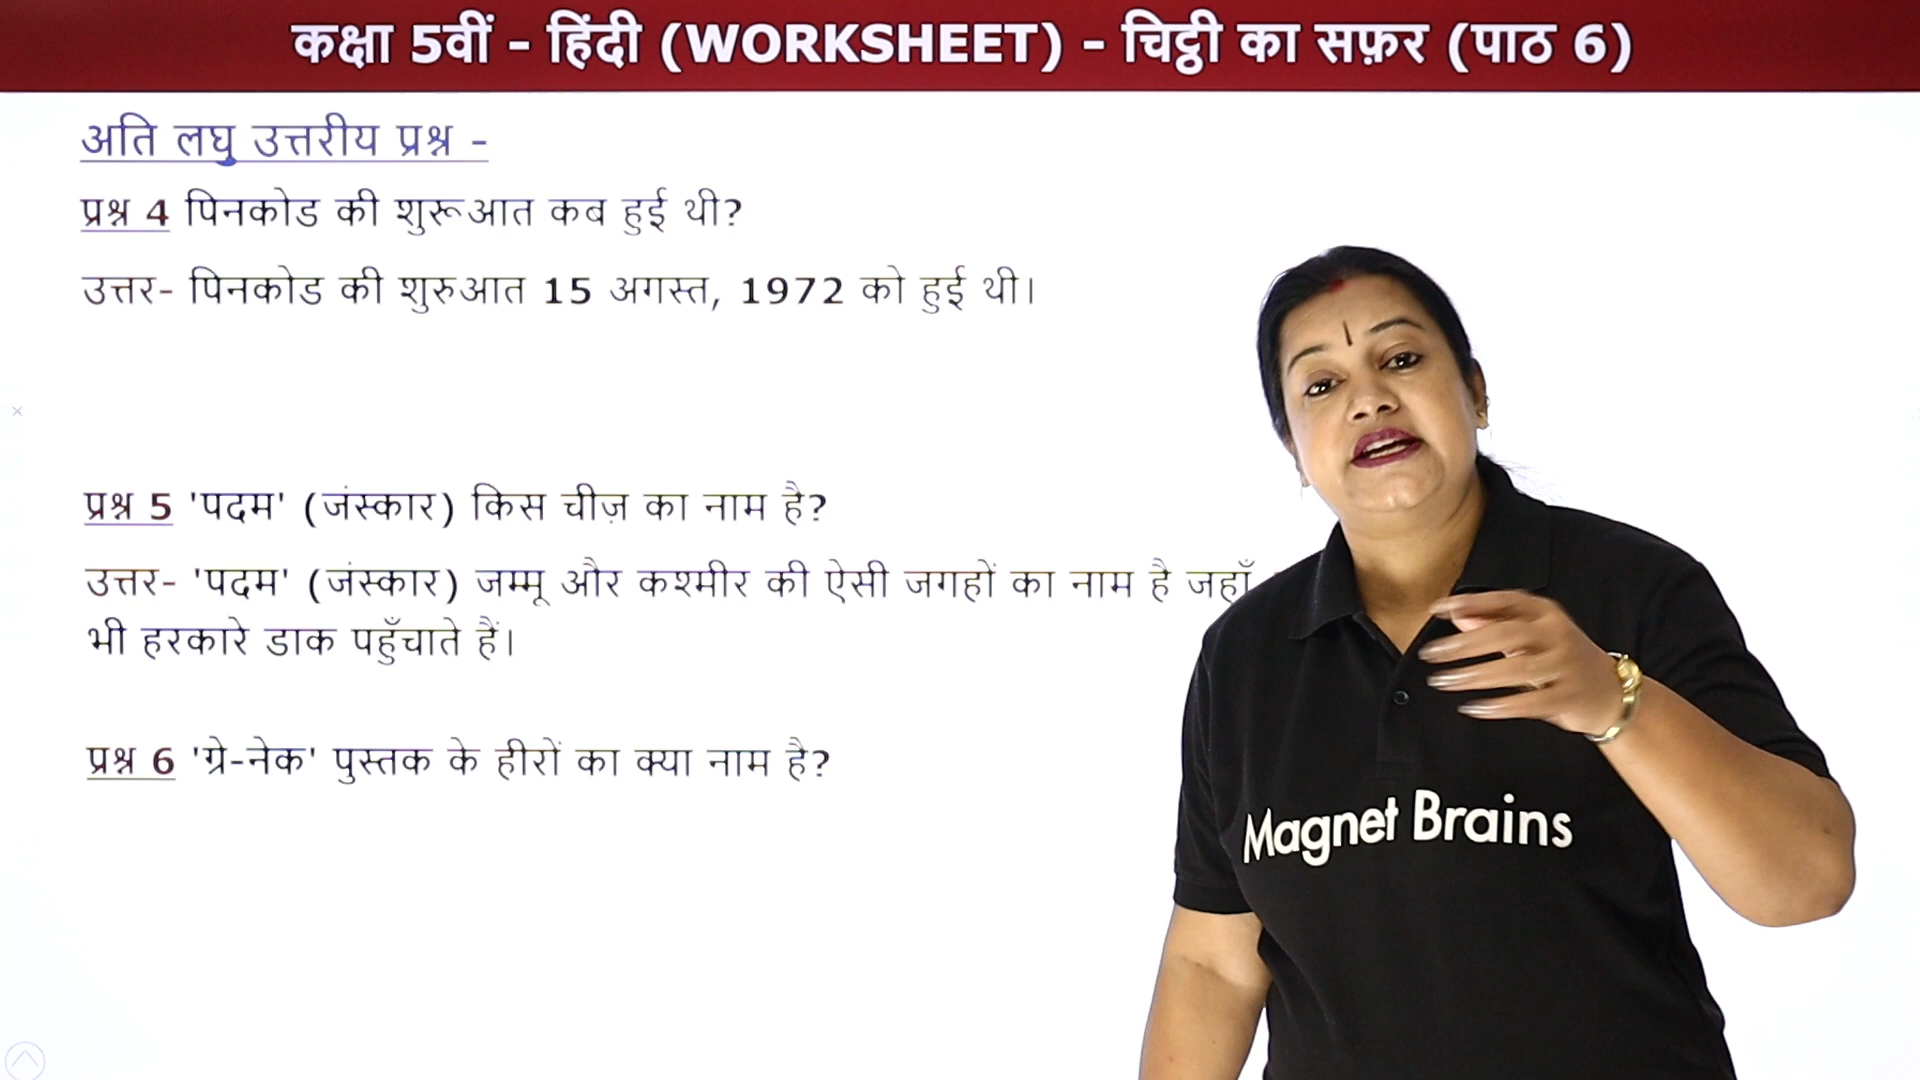 कक्षा 5वीं – हिंदी (WORKSHEET) – चिट्ठी का सफ़र (पाठ 6)
अति लघु उत्तरीय प्रश्न -
प्रश्न 4 पिनकोड की शुरूआत कब हुई थी?
उत्तर- पिनकोड की शुरुआत 15 अगस्त, 1972 को हुई थी।
प्रश्न 5 'पदम' (जंस्कार) किस चीज़ का नाम है?
उत्तर- 'पदम' (जंस्कार) जम्मू और कश्मीर की ऐसी जगहों का नाम है जहाँ
भी हरकारे डाक पहुँचाते हैं।
प्रश्न 6 'ग्रे-नेक' पुस्तक के हीरों का क्या नाम है?
Magnet Brains